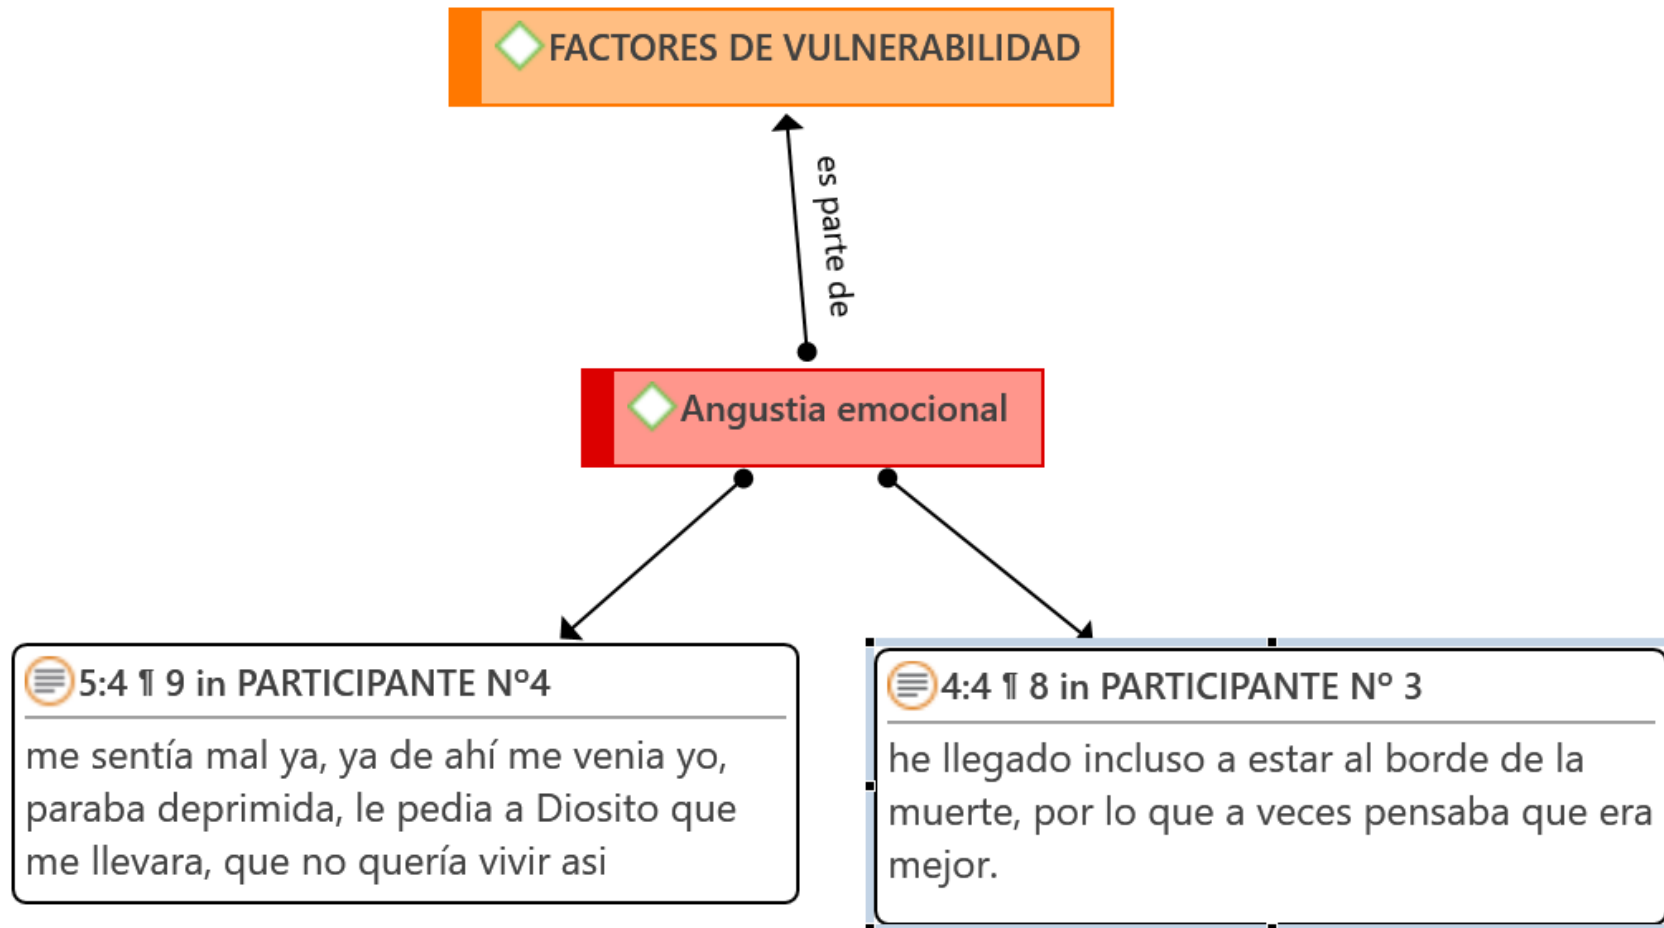 FACTORES DE VULNERABILIDAD
es parte de
Angustia emocional
5:4 ¶ 9 in PARTICIPANTE Nº4
me sentía mal ya, ya de ahí me venia yo,
paraba deprimida, le pedia a Diosito que
me llevara, que no quería vivir asi
4:4 ¶ 8 in PARTICIPANTE Nº 3
he llegado incluso a estar al borde de la
muerte, por lo que a veces pensaba que era
mejor.